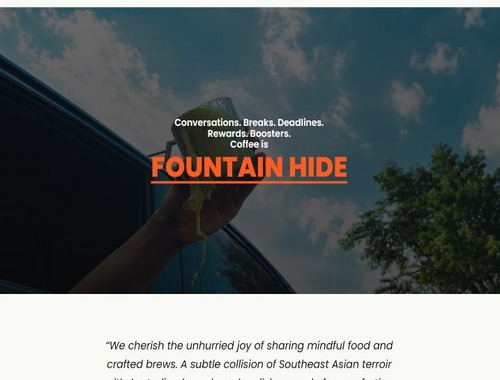 Conversations. Breaks. Deadlines.
Rewards. Boosters.
Coffee is
FOUNTAIN HIDE
“We cherish the unhurried joy of sharing mindful food and
crafted brews. A subtle collision of Southeast Asian terroir